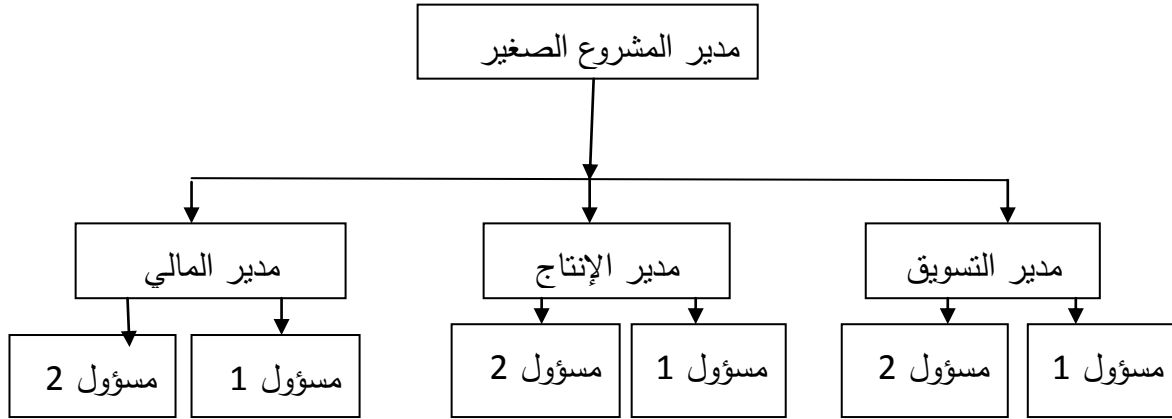 مدير المشروع الصغير
مدير التسويق
مدير الإنتاج
مدير المالي
مسؤول 1
مسؤول 2
مسؤول 1
مسؤول 2
مسؤول 1
مسؤول 2